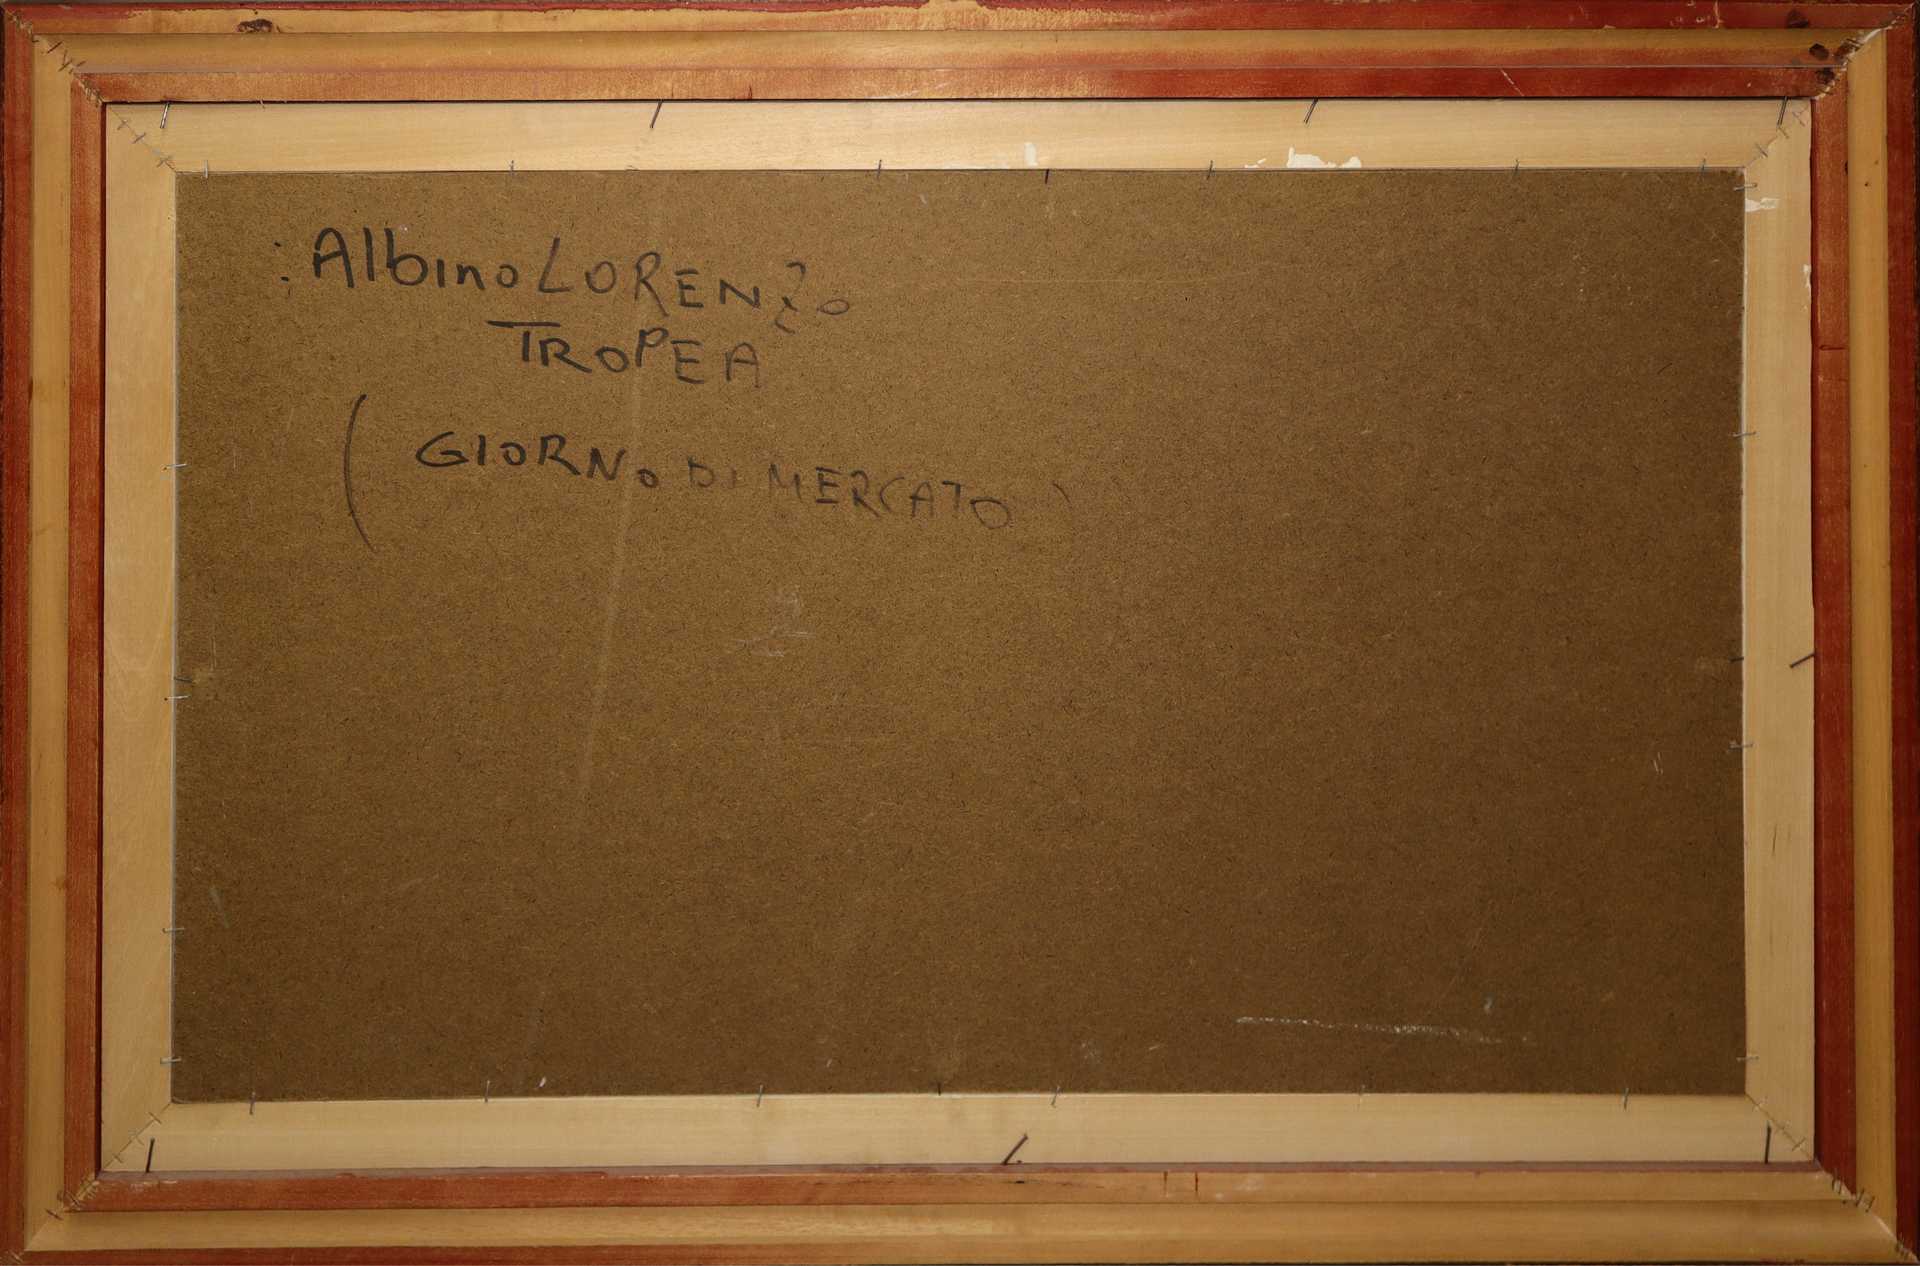 : Albino LORENZO
TROPEA
( GIORNO DI MERCATO )